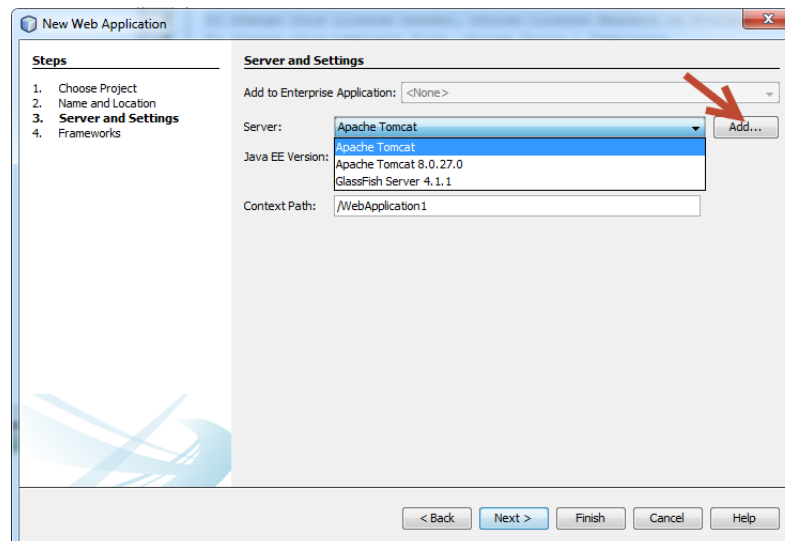 New Web Application
Steps
1. Choose Project
2. Name and Location
3. Server and Settings
4. Frameworks
Server and Settings
Add to Enterprise Application: <None>
Server: Apache Tomcat Add...
Apache Tomcat
Java EE Version:
Apache Tomcat 8.0.27.0
GlassFish Server 4.1.1
Context Path: /WebApplication1
< Back Next > Finish Cancel Help